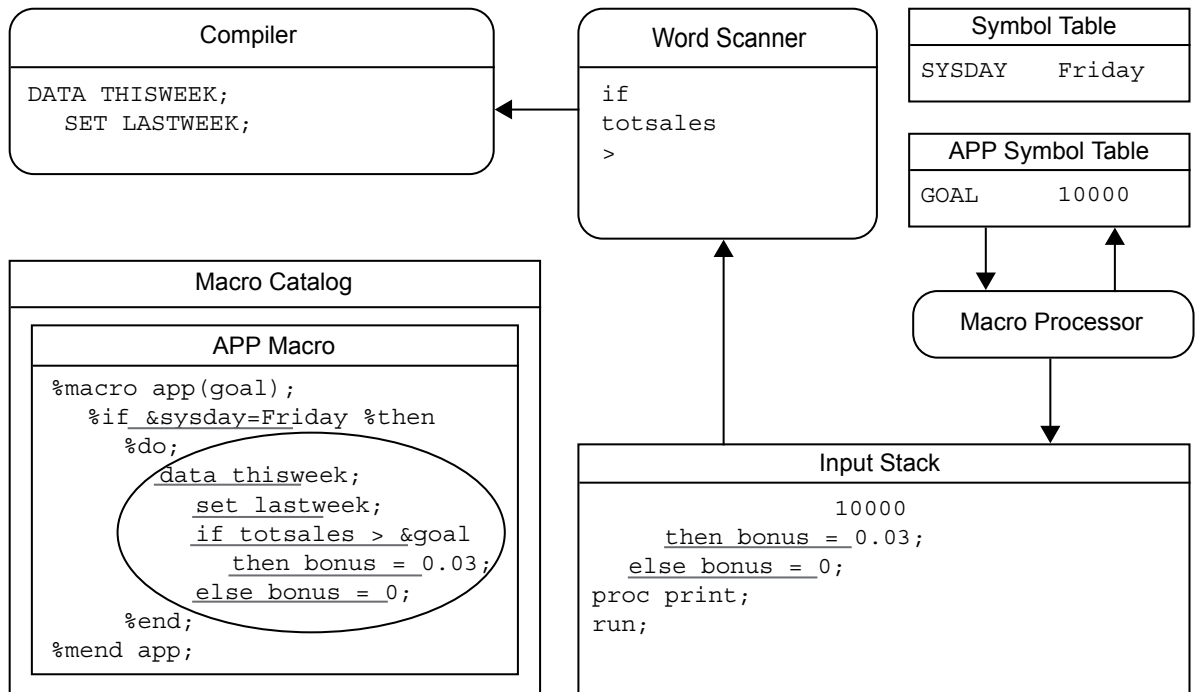 Compiler
DATA THISWEEK;
SET LASTWEEK;
Word Scanner
if
totsales
>
Symbol Table
SYSDAY Friday
APP Symbol Table
GOAL 10000
Macro Processor
Macro Catalog
APP Macro
%macro app(goal);
%if &sysday=Friday %then
%do;
data thisweek;
set lastweek;
if totsales > &goal
then bonus = 0.03;
else bonus = 0;
%end;
%mend app;
Input Stack
10000
then bonus = 0.03;
else bonus = 0;
proc print;
run;